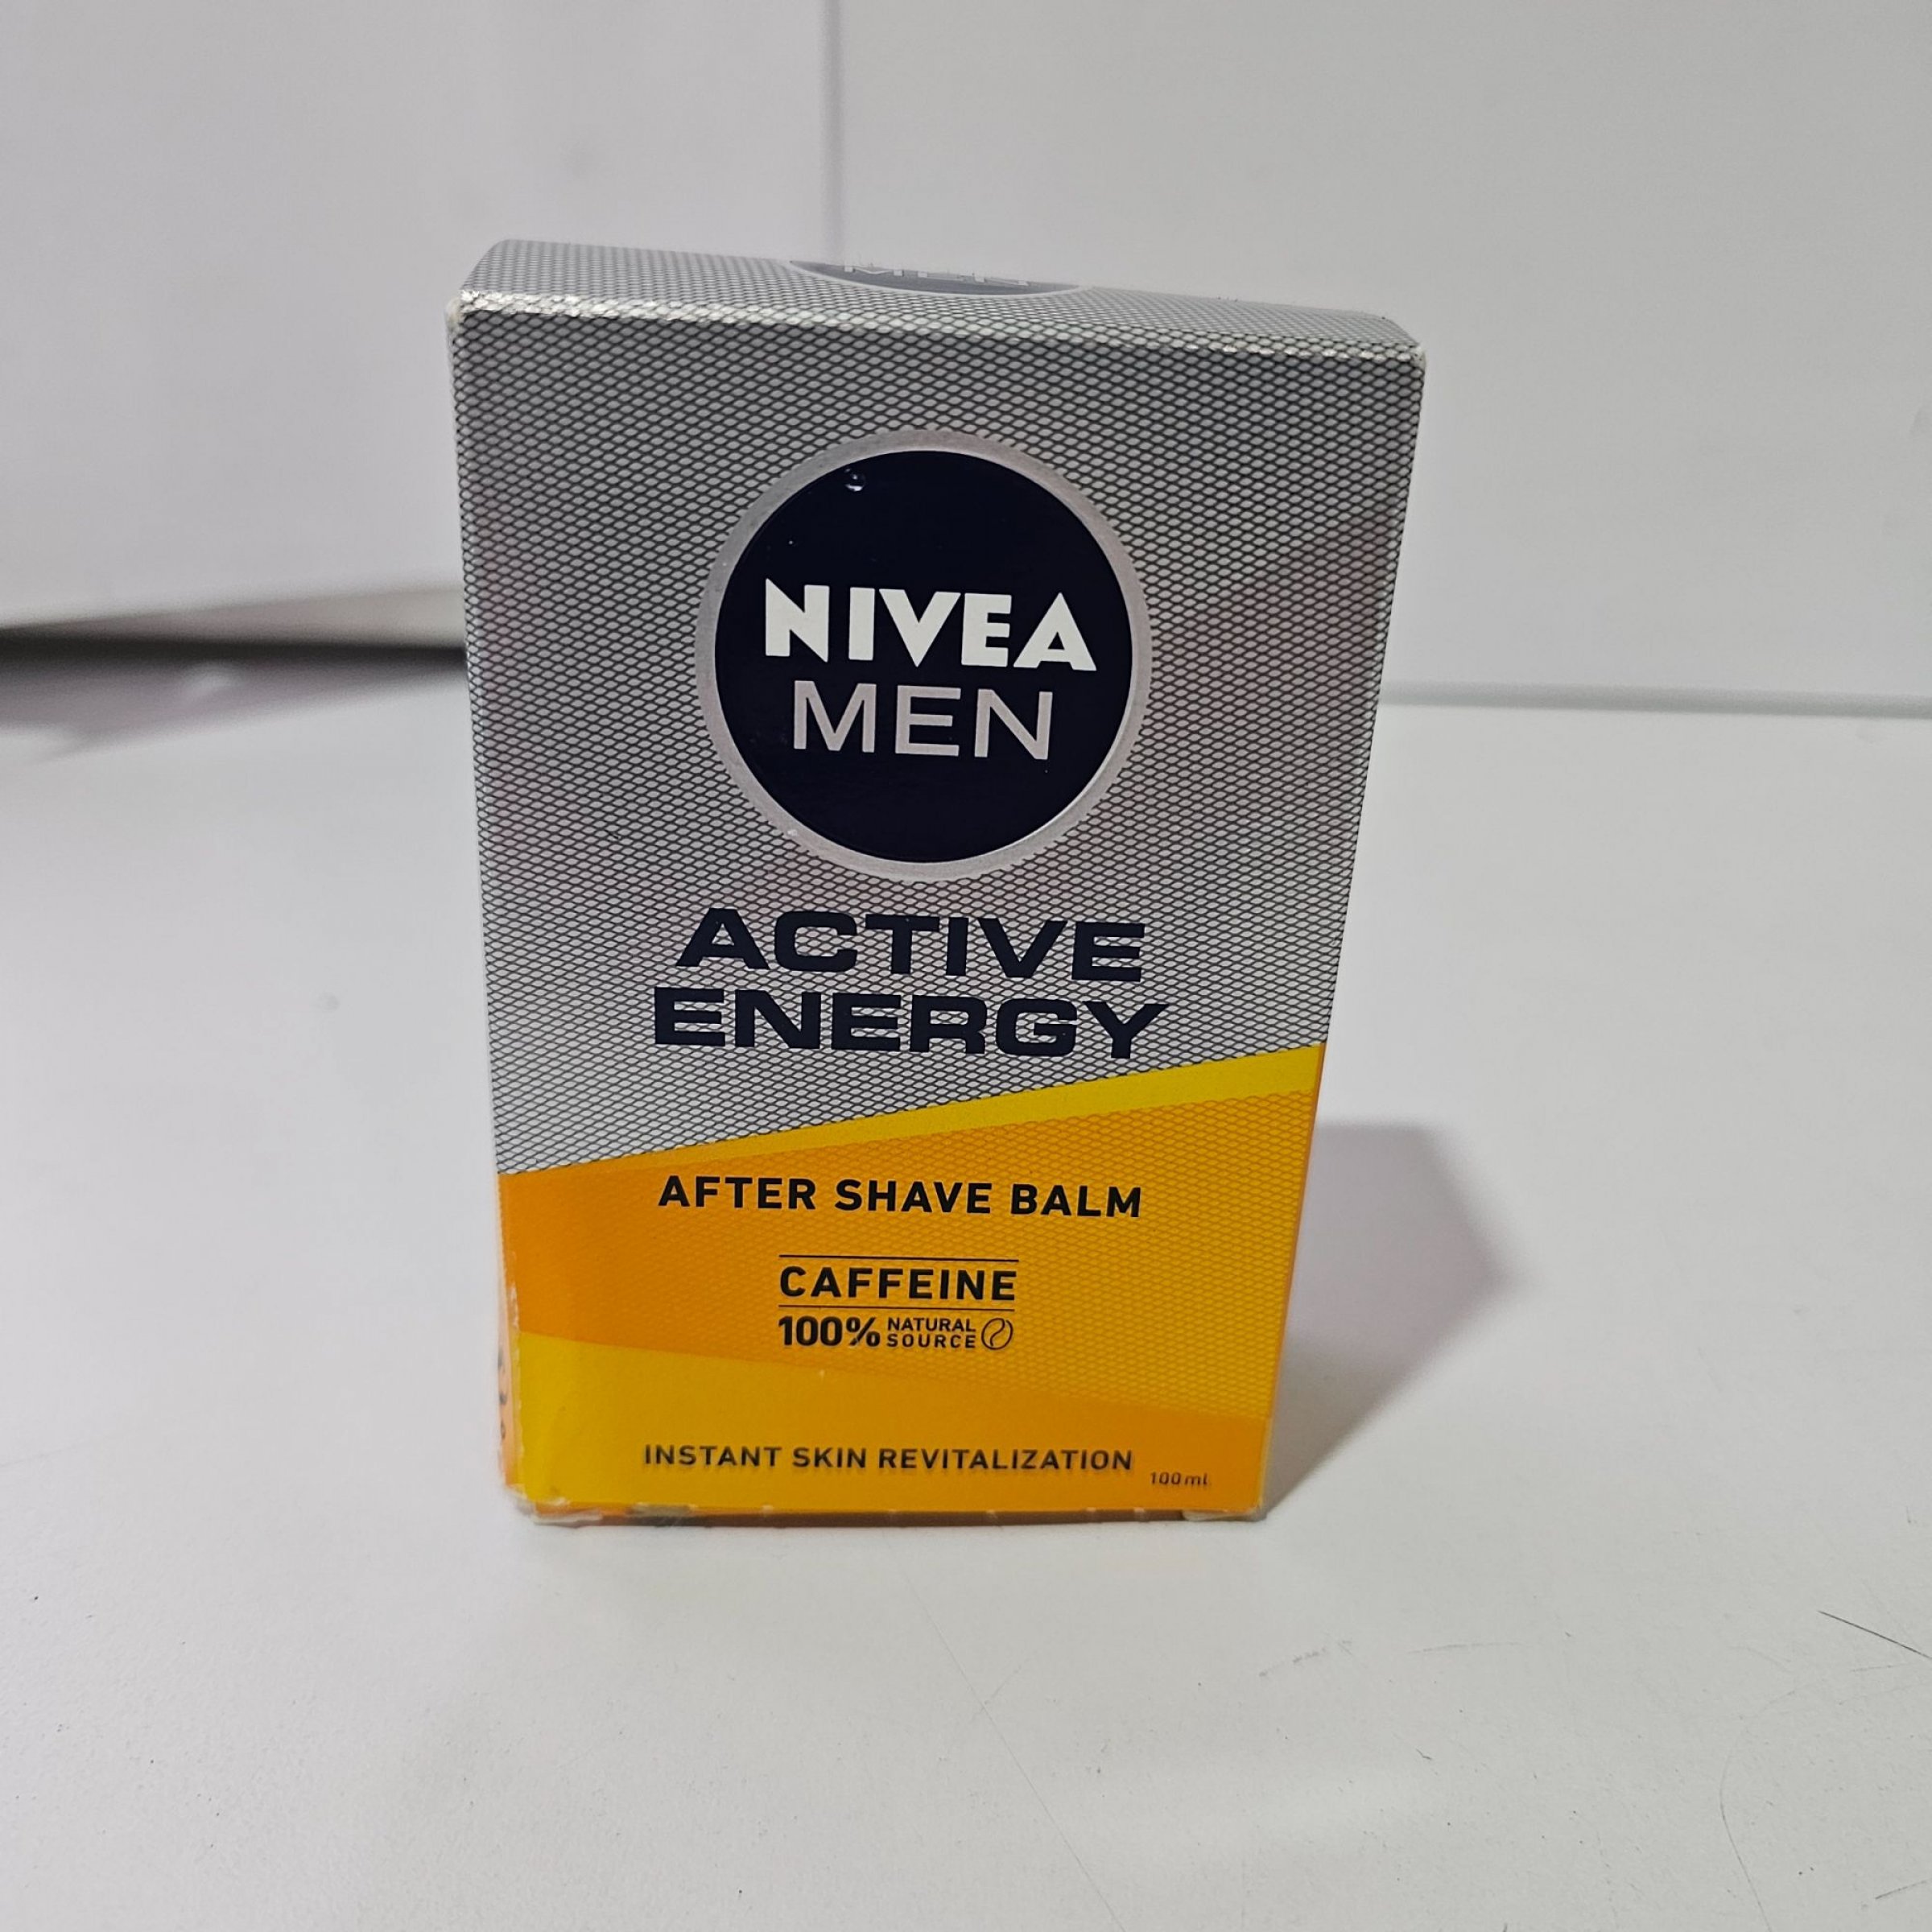 NIVEA
MEN
ACTIVE
ENERGY
AFTER SHAVE BALM
CAFFEINE
100% NATURAL
SOURCE
INSTANT SKIN REVITALIZATION
100 ml